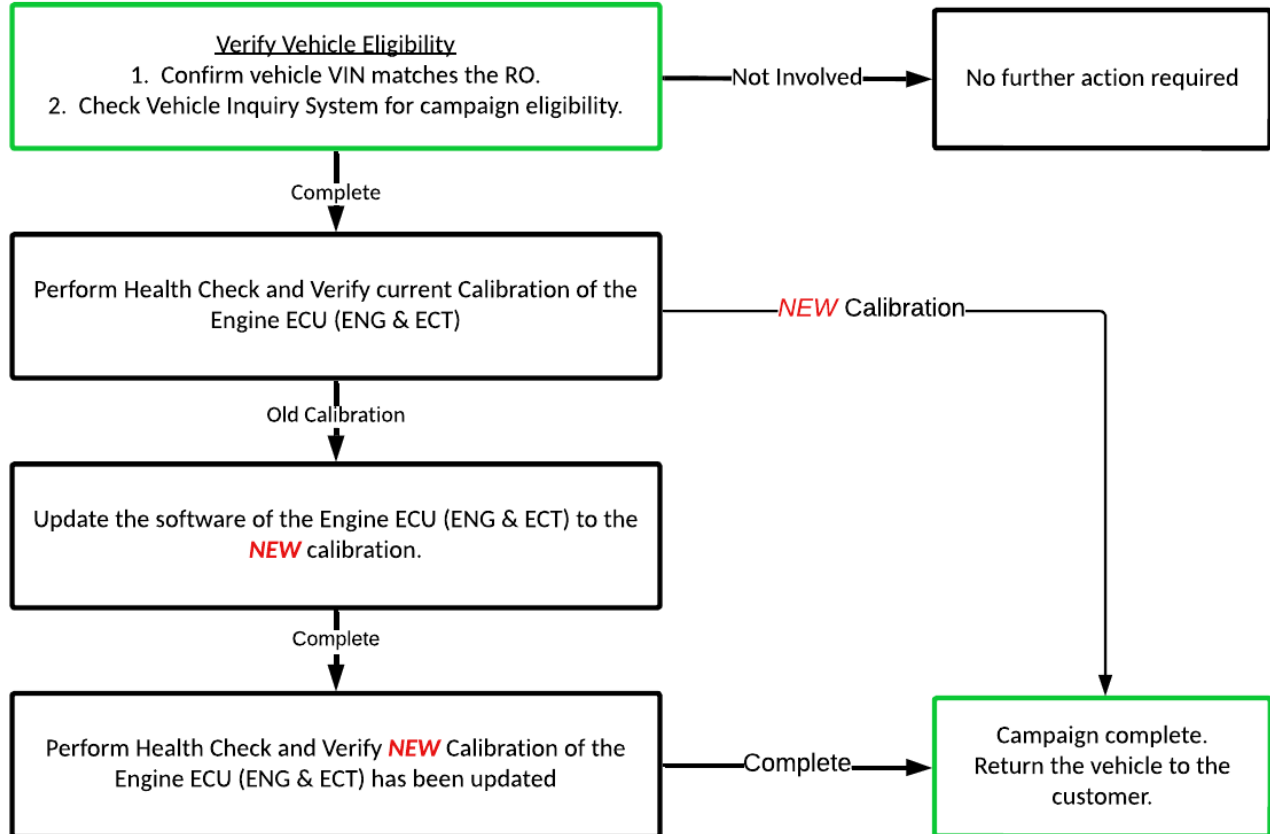 Verify Vehicle Eligibility
1. Confirm vehicle VIN matches the RO.
2. Check Vehicle Inquiry System for campaign eligibility.
Not Involved
No further action required
Complete
Perform Health Check and Verify current Calibration of the
Engine ECU (ENG & ECT)
NEW Calibration
Old Calibration
Update the software of the Engine ECU (ENG & ECT) to the
NEW calibration.
Complete
Perform Health Check and Verify NEW Calibration of the
Engine ECU (ENG & ECT) has been updated
Complete
Campaign complete.
Return the vehicle to the
customer.